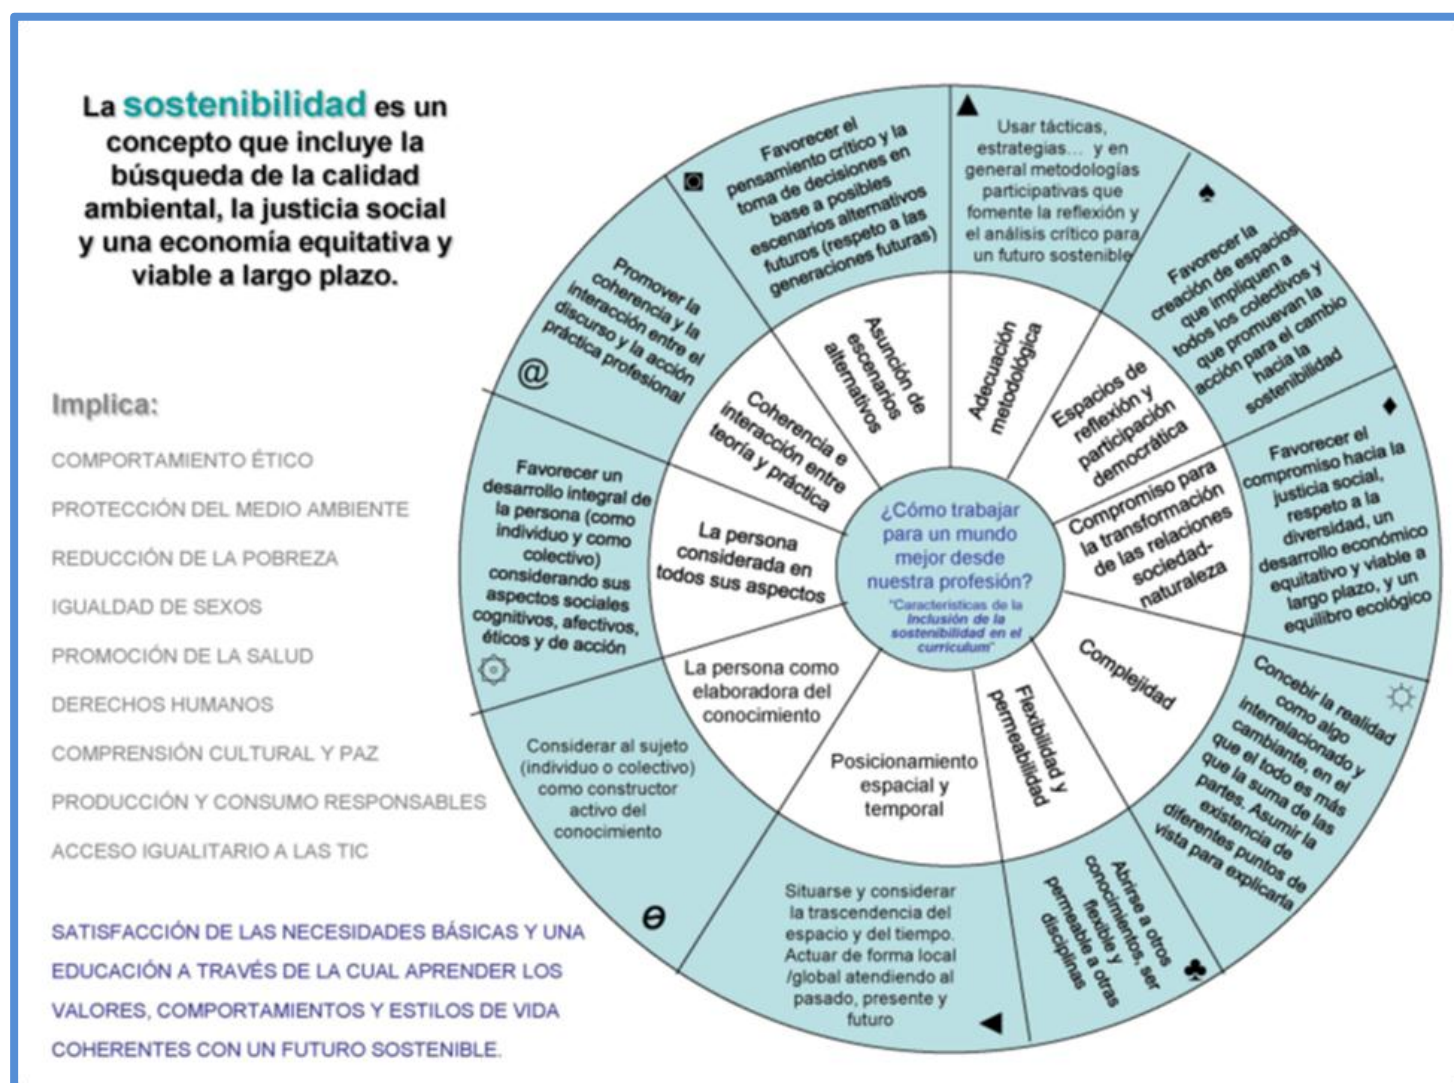 La sostenibilidad es un
concepto que incluye la
búsqueda de la calidad
ambiental, la justicia social
y una economía equitativa y
viable a largo plazo.
Implica:
COMPORTAMIENTO ÉTICO
PROTECCIÓN DEL MEDIO AMBIENTE
REDUCCIÓN DE LA POBREZA
IGUALDAD DE SEXOS
PROMOCIÓN DE LA SALUD
DERECHOS HUMANOS
COMPRENSIÓN CULTURAL Y PAZ
PRODUCCIÓN Y CONSUMO RESPONSABLES
ACCESO IGUALITARIO A LAS TIC
SATISFACCIÓN DE LAS NECESIDADES BÁSICAS Y UNA
EDUCACIÓN A TRAVÉS DE LA CUAL APRENDER LOS
VALORES, COMPORTAMIENTOS Y ESTILOS DE VIDA
COHERENTES CON UN FUTURO SOSTENIBLE.
¿Cómo trabajar
para un mundo
mejor desde
nuestra profesión?
"Características de la
Inclusión de la
sostenibilidad en el
curriculum"
Adecuación
metodológica
Usar tácticas,
estrategias... y en
general metodologías
participativas que
fomente la reflexión y
el análisis crítico para
un futuro sostenible
Espacios de
reflexión y
participación
democrática
Favorecer la
creación de espacios
que impliquen a
todos los colectivos y
que promuevan la
acción para el cambio
hacia la
sostenibilidad
Compromiso para
la transformación
de las relaciones
sociedad-
naturaleza
Favorecer el
compromiso hacia la
justicia social,
respeto a la
diversidad, un
desarrollo económico
equitativo y viable a
largo plazo, y un
equilibro ecológico
Complejidad
Concebir la realidad
como algo
interrelacionado y
cambiante, en el
que el todo es más
que la suma de las
partes. Asumir la
existencia de
diferentes puntos de
vista para explicarla
Flexibilidad y
permeabilidad
Abrirse a otros
conocimientos, ser
flexible y
permeable a otras
disciplinas
Posicionamiento
espacial y
temporal
Situarse y considerar
la trascendencia del
espacio y del tiempo.
Actuar de forma local
/global atendiendo al
pasado, presente y
futuro
La persona como
elaboradora del
conocimiento
Considerar al sujeto
(individuo o colectivo)
como constructor
activo del
conocimiento
La persona
considerada en
todos sus aspectos
Favorecer un
desarrollo integral de
la persona (como
individuo y como
colectivo)
considerando sus
aspectos sociales
cognitivos, afectivos,
éticos y de acción
Coherencia e
interacción entre
teoría y práctica
Promover la
coherencia y la
interacción entre el
discurso y la acción
práctica profesional
@
Asunción de
escenarios
alternativos
Favorecer el
pensamiento crítico y la
toma de decisiones en
base a posibles
escenarios alternativos
futuros (respeto a las
generaciones futuras)